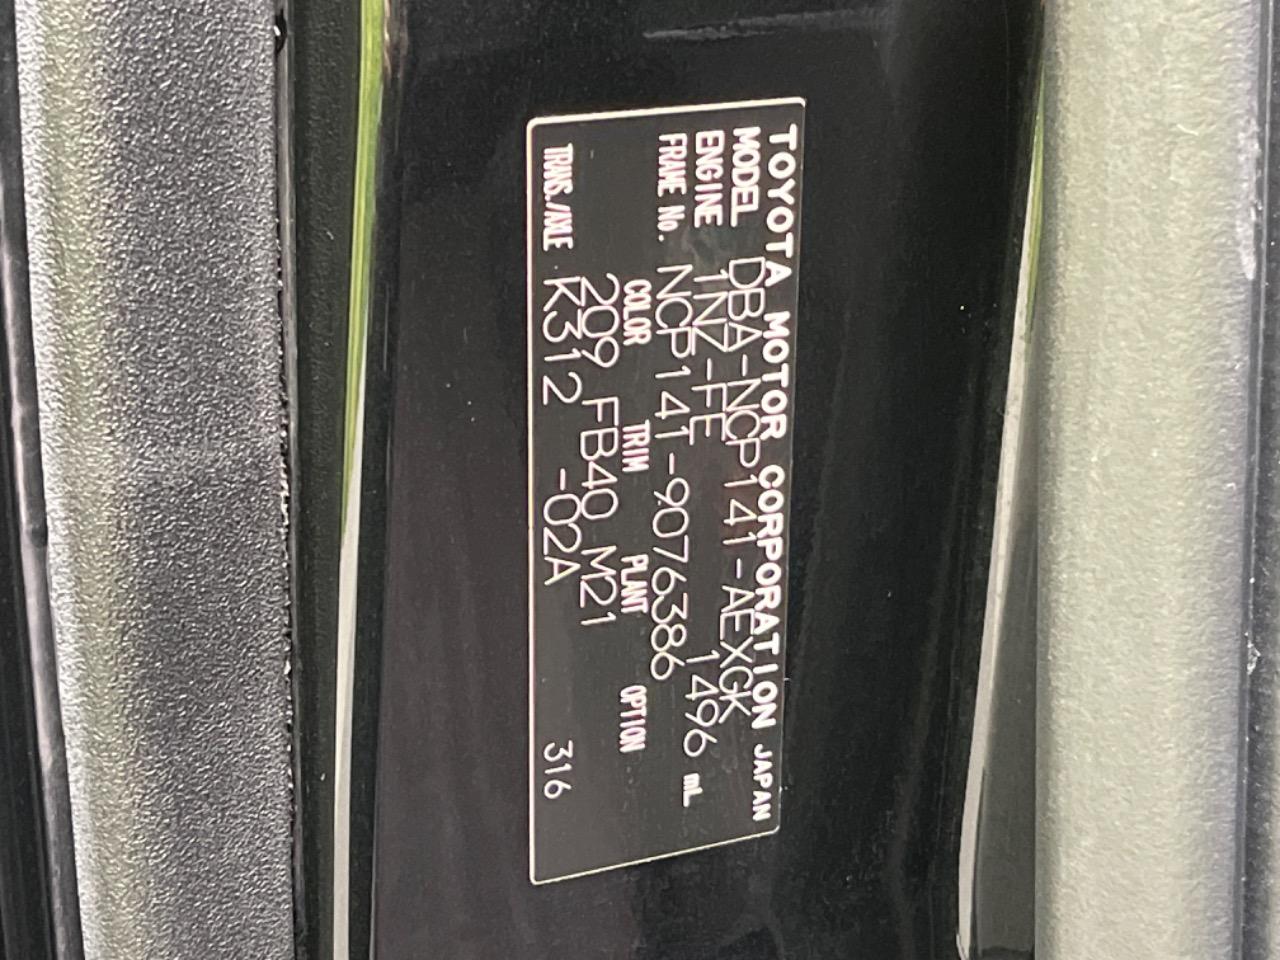 TOYOTA MOTOR CORPORATION JAPAN
MODEL DBA-NCP141-AEXGK
ENGINE 1NZ-FE 1496 mL
FRAME No. NCP141-9076386
COLOR TRIM PLANT OPTION
209 FB40 M21
TRANS./AXLE K312 -02A 316